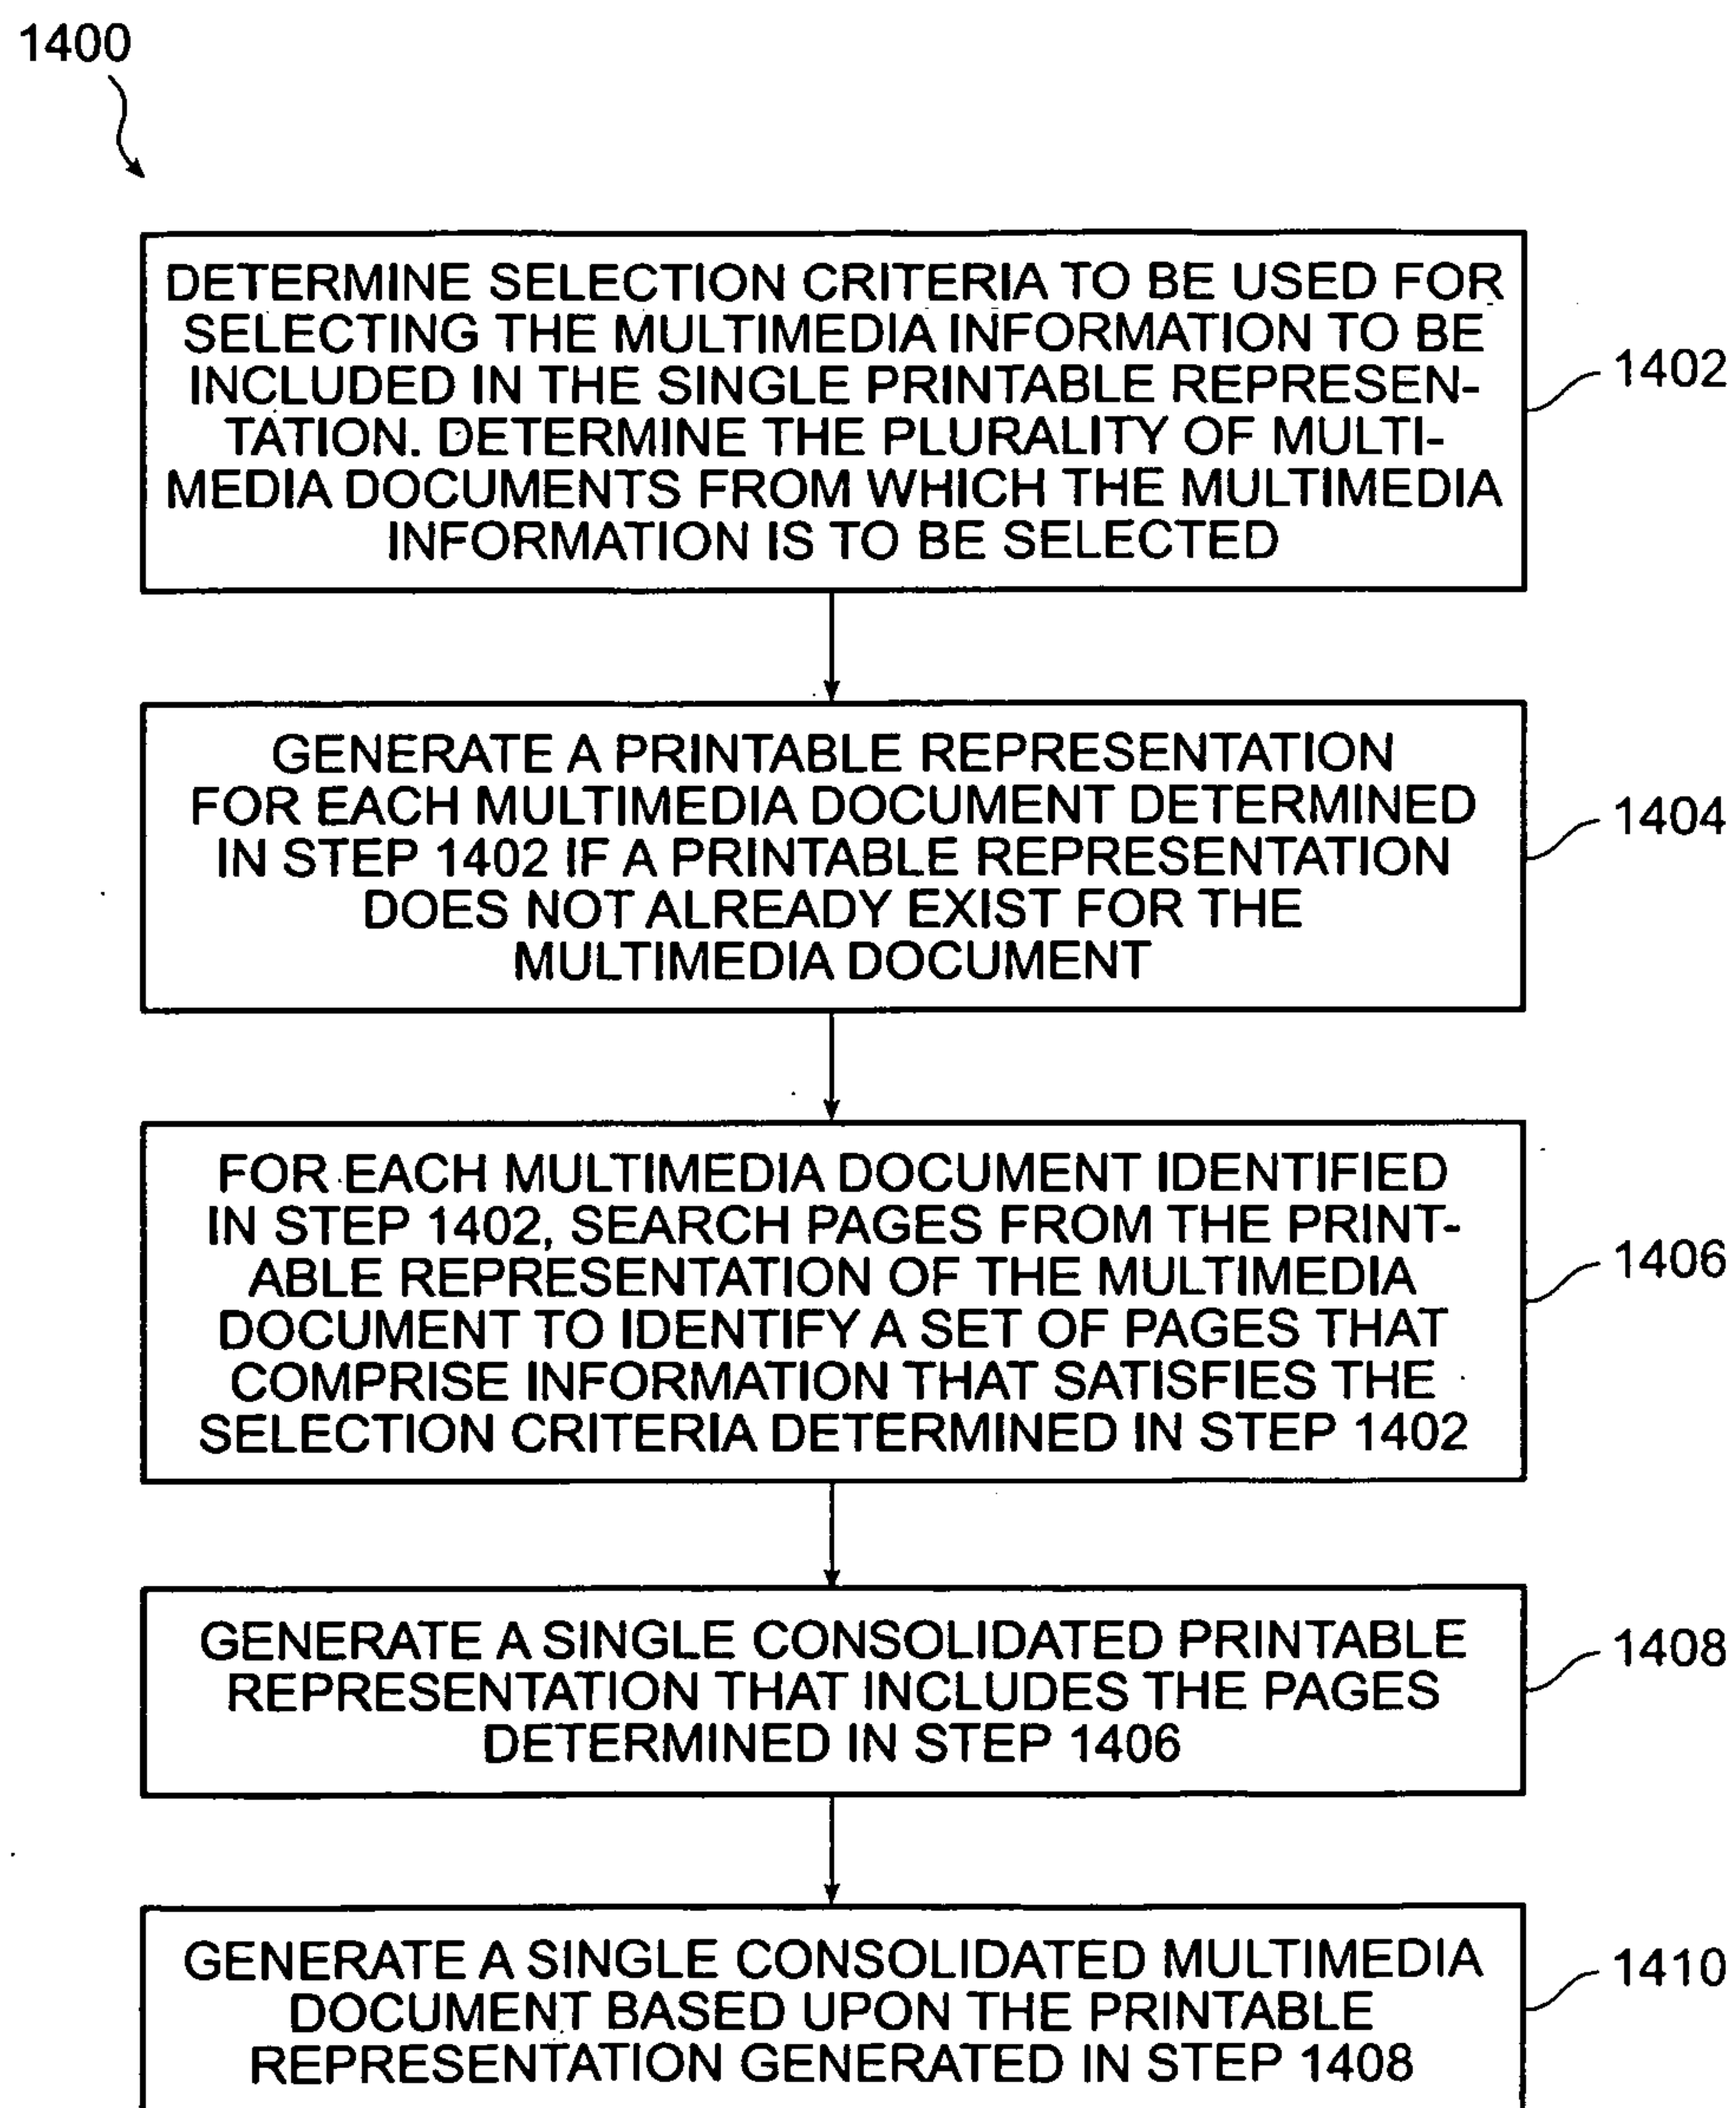 1400
DETERMINE SELECTION CRITERIA TO BE USED FOR
SELECTING THE MULTIMEDIA INFORMATION TO BE
INCLUDED IN THE SINGLE PRINTABLE REPRESEN-
TATION. DETERMINE THE PLURALITY OF MULTI-
MEDIA DOCUMENTS FROM WHICH THE MULTIMEDIA
INFORMATION IS TO BE SELECTED
1402
GENERATE A PRINTABLE REPRESENTATION
FOR EACH MULTIMEDIA DOCUMENT DETERMINED
IN STEP 1402 IF A PRINTABLE REPRESENTATION
DOES NOT ALREADY EXIST FOR THE
MULTIMEDIA DOCUMENT
1404
FOR EACH MULTIMEDIA DOCUMENT IDENTIFIED
IN STEP 1402, SEARCH PAGES FROM THE PRINT-
ABLE REPRESENTATION OF THE MULTIMEDIA
DOCUMENT TO IDENTIFY A SET OF PAGES THAT
COMPRISE INFORMATION THAT SATISFIES THE
SELECTION CRITERIA DETERMINED IN STEP 1402
1406
GENERATE A SINGLE CONSOLIDATED PRINTABLE
REPRESENTATION THAT INCLUDES THE PAGES
DETERMINED IN STEP 1406
1408
GENERATE A SINGLE CONSOLIDATED MULTIMEDIA
DOCUMENT BASED UPON THE PRINTABLE
REPRESENTATION GENERATED IN STEP 1408
1410